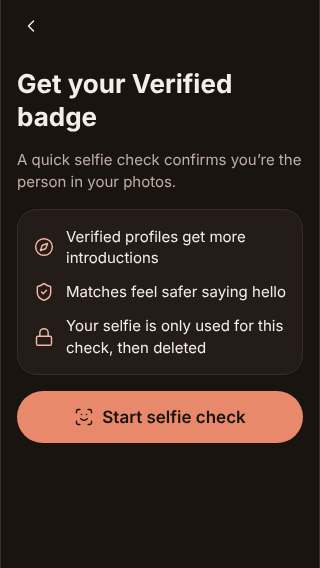 Get your Verified
badge
A quick selfie check confirms you’re the
person in your photos.
Verified profiles get more
introductions
Matches feel safer saying hello
Your selfie is only used for this
check, then deleted
Start selfie check